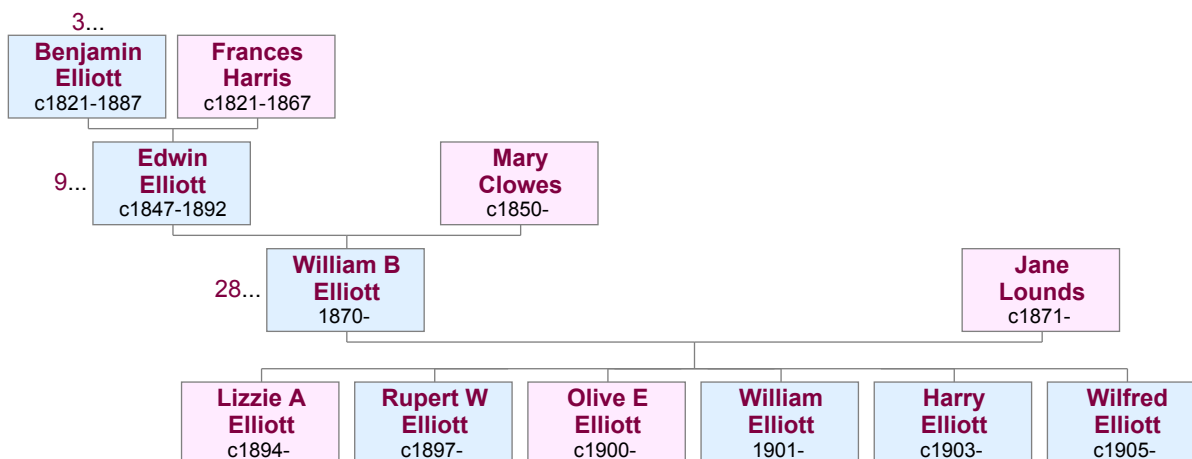 3...
Benjamin
Elliott
c1821-1887
Frances
Harris
c1821-1867
9...
Edwin
Elliott
c1847-1892
Mary
Clowes
c1850-
28...
William B
Elliott
1870-
Jane
Lounds
c1871-
Lizzie A
Elliott
c1894-
Rupert W
Elliott
c1897-
Olive E
Elliott
c1900-
William
Elliott
1901-
Harry
Elliott
c1903-
Wilfred
Elliott
c1905-